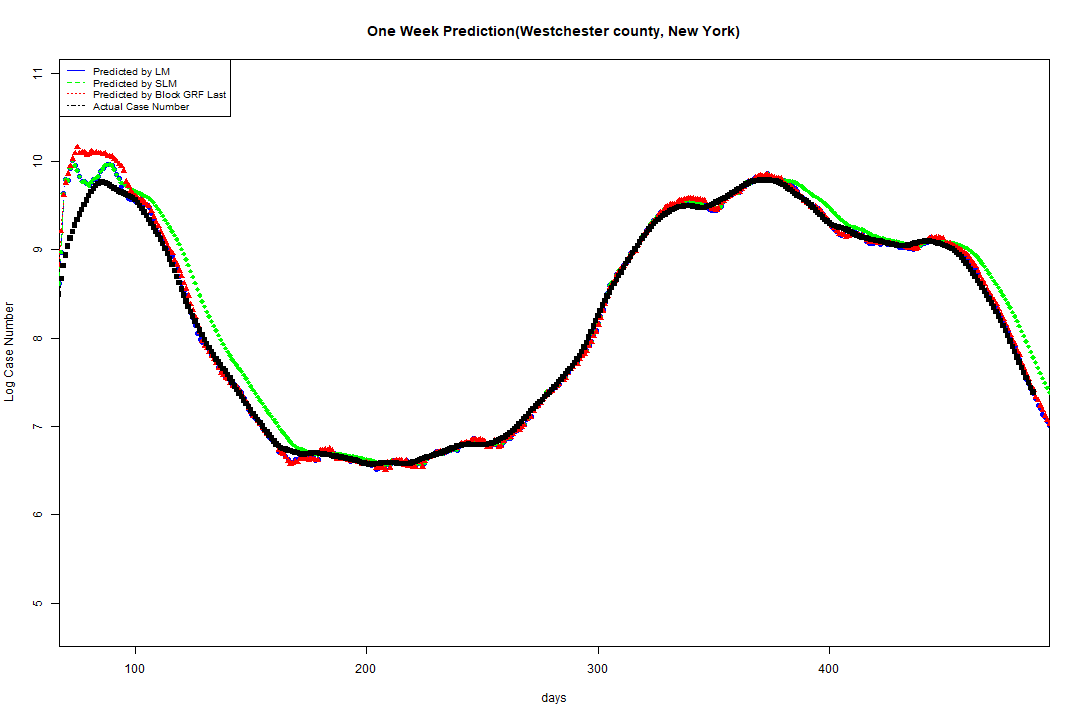 One Week Prediction(Westchester county, New York)
Predicted by LM
Predicted by SLM
Predicted by Block GRF Last
Actual Case Number
11
10
9
8
7
6
5
Log Case Number
100 200 300 400
days